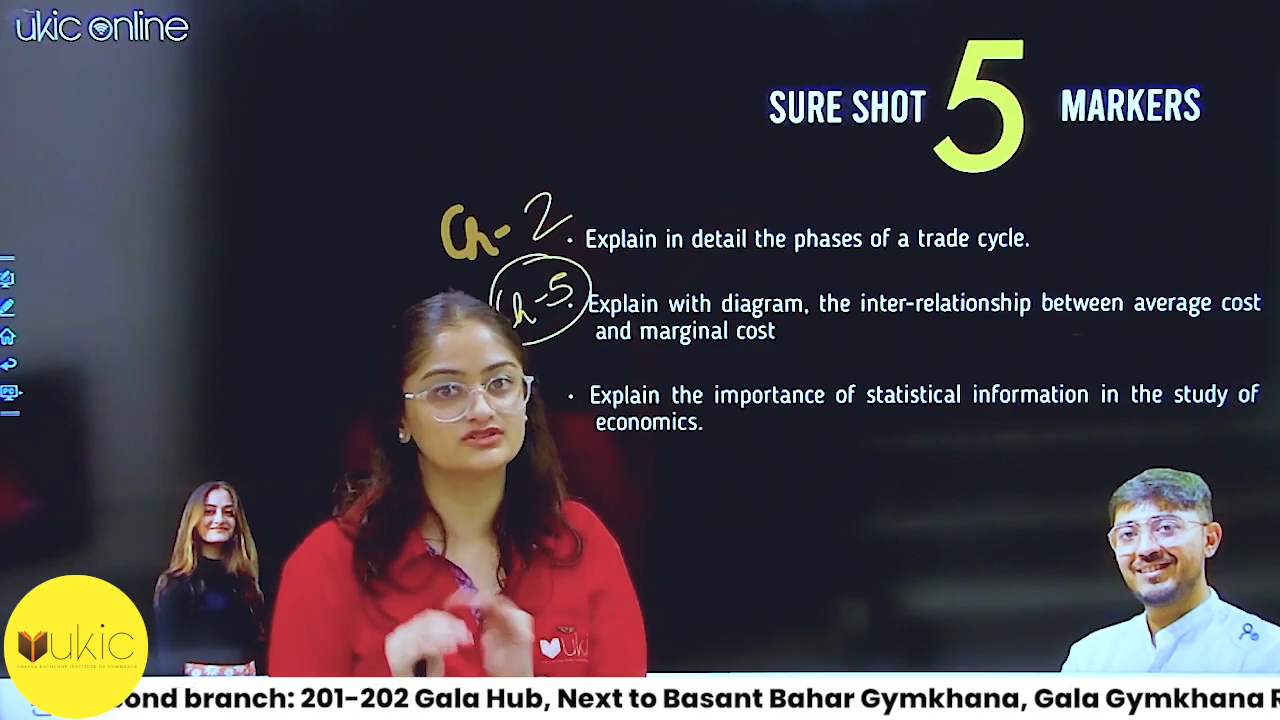 ukic online
SURE SHOT 5 MARKERS
Ch-2
• Explain in detail the phases of a trade cycle.
Ch-5
• Explain with diagram, the inter-relationship between average cost
and marginal cost
• Explain the importance of statistical information in the study of
economics.
uki
ukic
ond branch: 201-202 Gala Hub, Next to Basant Bahar Gymkhana, Gala Gymkhana R